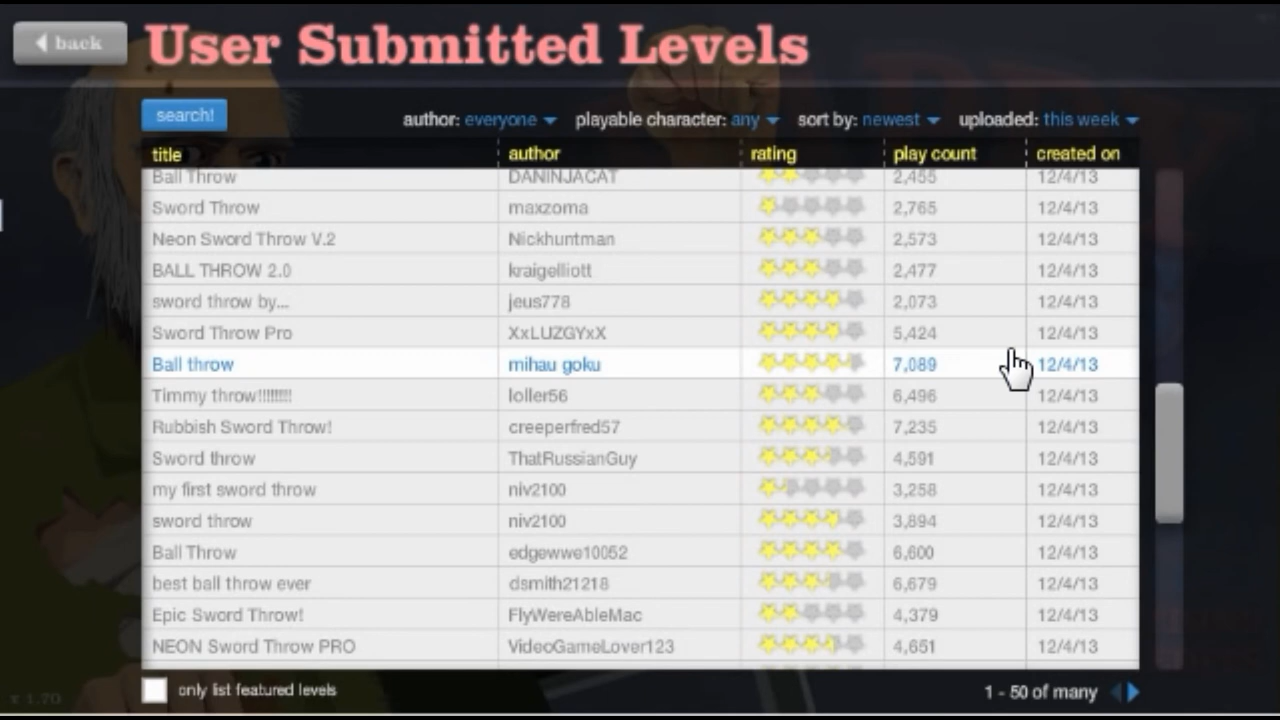 back
User Submitted Levels
search!
author: everyone playable character: any sort by: newest uploaded: this week
title author rating play count created on
Ball Throw DANINJACAT 2,455 12/4/13
Sword Throw maxzoma 2,765 12/4/13
Neon Sword Throw V.2 Nickhuntman 2,573 12/4/13
BALL THROW 2.0 kraigelliott 2,477 12/4/13
sword throw by... jeus778 2,073 12/4/13
Sword Throw Pro XxLUZGYxX 5,424 12/4/13
Ball throw mihau goku 7,089 12/4/13
Timmy throw!!!!!!!! loller56 6,496 12/4/13
Rubbish Sword Throw! creeperfred57 7,235 12/4/13
Sword throw ThatRussianGuy 4,591 12/4/13
my first sword throw niv2100 3,258 12/4/13
sword throw niv2100 3,894 12/4/13
Ball Throw edgewwe10052 6,600 12/4/13
best ball throw ever dsmith21218 6,679 12/4/13
Epic Sword Throw! FlyWereAbleMac 4,379 12/4/13
NEON Sword Throw PRO VideoGameLover123 4,651 12/4/13
only list featured levels 1 - 50 of many
1.70